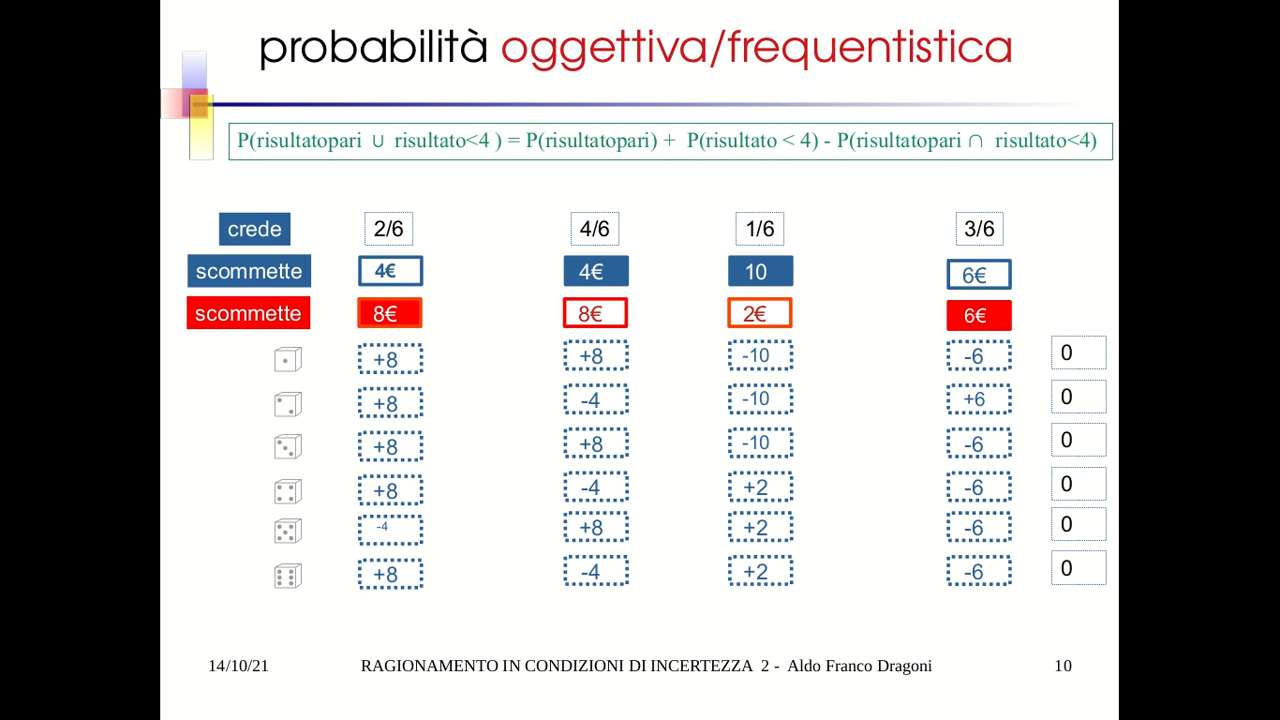 probabilità oggettiva/frequentistica
P(risultatopari ∪ risultato<4 ) = P(risultatopari) + P(risultato < 4) - P(risultatopari ∩ risultato<4)
crede 2/6 4/6 1/6 3/6
scommette 4€ 4€ 10 6€
scommette 8€ 8€ 2€ 6€
+8 +8 -10 -6 0
+8 -4 -10 +6 0
+8 +8 -10 -6 0
+8 -4 +2 -6 0
-4 +8 +2 -6 0
+8 -4 +2 -6 0
14/10/21 RAGIONAMENTO IN CONDIZIONI DI INCERTEZZA 2 - Aldo Franco Dragoni 10